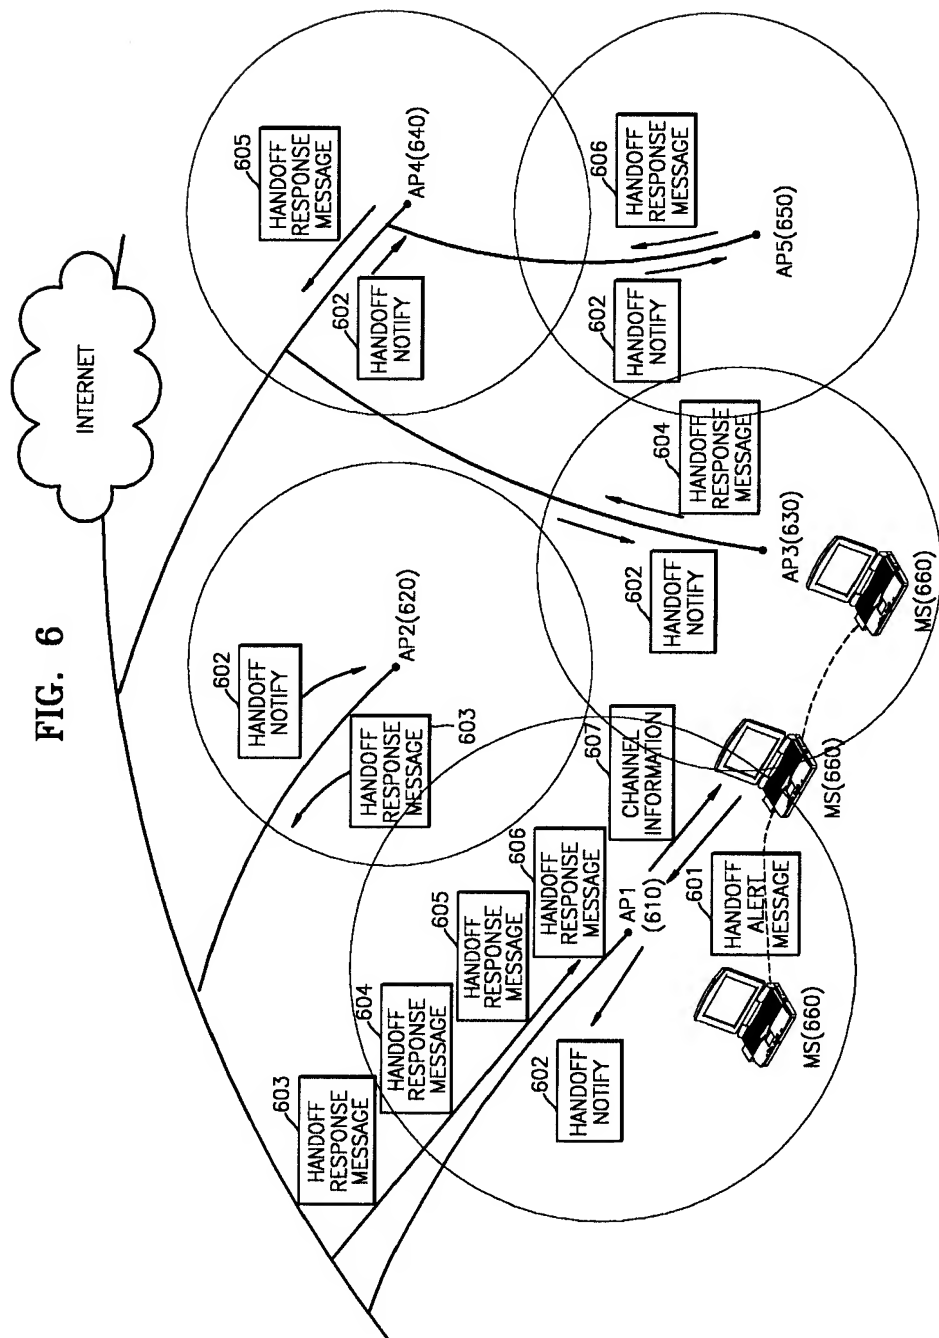 FIG. 6
INTERNET
603
HANDOFF
RESPONSE
MESSAGE
604
HANDOFF
RESPONSE
MESSAGE
605
HANDOFF
RESPONSE
MESSAGE
606
HANDOFF
RESPONSE
MESSAGE
602
HANDOFF
NOTIFY
AP1
(610)
601
HANDOFF
ALERT
MESSAGE
607
CHANNEL
INFORMATION
MS(660)
MS(660)
MS(660)
602
HANDOFF
NOTIFY
AP2(620)
HANDOFF
RESPONSE
MESSAGE
603
602
HANDOFF
NOTIFY
604
HANDOFF
RESPONSE
MESSAGE
AP3(630)
605
HANDOFF
RESPONSE
MESSAGE
602
HANDOFF
NOTIFY
AP4(640)
602
HANDOFF
NOTIFY
606
HANDOFF
RESPONSE
MESSAGE
AP5(650)